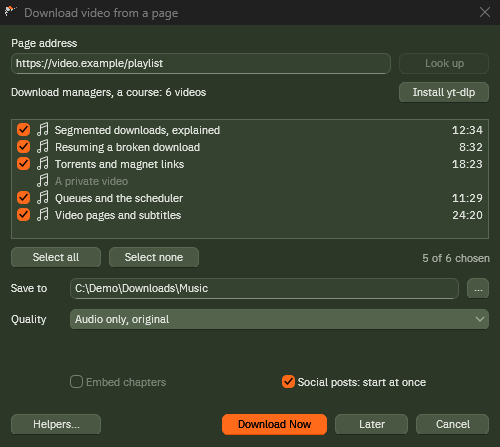 Download video from a page
Page address
https://video.example/playlist
Look up
Download managers, a course: 6 videos
Install yt-dlp
Segmented downloads, explained 12:34
Resuming a broken download 8:32
Torrents and magnet links 18:23
A private video
Queues and the scheduler 11:29
Video pages and subtitles 24:20
Select all
Select none
5 of 6 chosen
Save to
C:\Demo\Downloads\Music
...
Quality
Audio only, original
Embed chapters
Social posts: start at once
Helpers...
Download Now
Later
Cancel